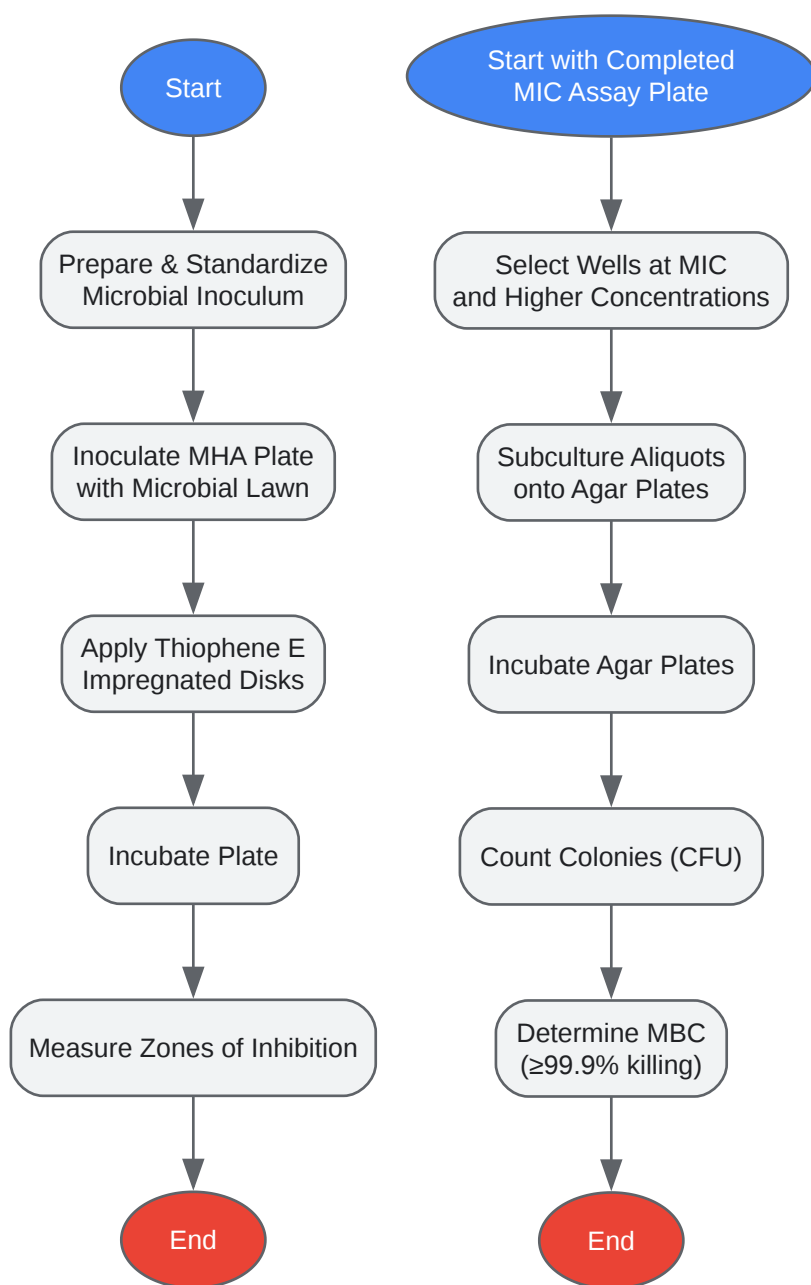 Start
Prepare & Standardize
Microbial Inoculum
Inoculate MHA Plate
with Microbial Lawn
Apply Thiophene E
Impregnated Disks
Incubate Plate
Measure Zones of Inhibition
End
Start with Completed
MIC Assay Plate
Select Wells at MIC
and Higher Concentrations
Subculture Aliquots
onto Agar Plates
Incubate Agar Plates
Count Colonies (CFU)
Determine MBC
(≥99.9% killing)
End